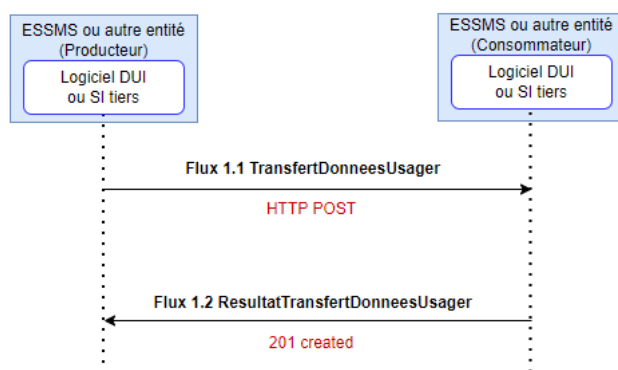 ESSMS ou autre entité
(Producteur)
Logiciel DUI
ou SI tiers
ESSMS ou autre entité
(Consommateur)
Logiciel DUI
ou SI tiers
Flux 1.1 TransfertDonneesUsager
HTTP POST
Flux 1.2 ResultatTransfertDonneesUsager
201 created